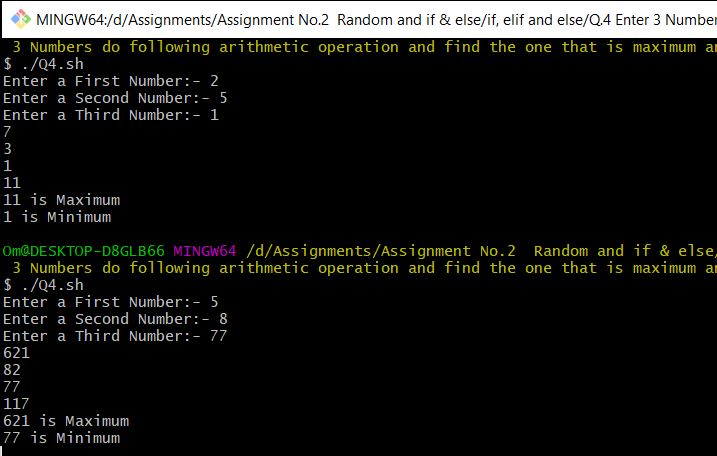 MINGW64:/d/Assignments/Assignment No.2  Random and if & else/if, elif and else/Q.4 Enter 3 Number
 3 Numbers do following arithmetic operation and find the one that is maximum an
$ ./Q4.sh
Enter a First Number:- 2
Enter a Second Number:- 5
Enter a Third Number:- 1
7
3
1
11
11 is Maximum
1 is Minimum
Om@DESKTOP-D8GLB66 MINGW64 /d/Assignments/Assignment No.2  Random and if & else/
 3 Numbers do following arithmetic operation and find the one that is maximum an
$ ./Q4.sh
Enter a First Number:- 5
Enter a Second Number:- 8
Enter a Third Number:- 77
621
82
77
117
621 is Maximum
77 is Minimum